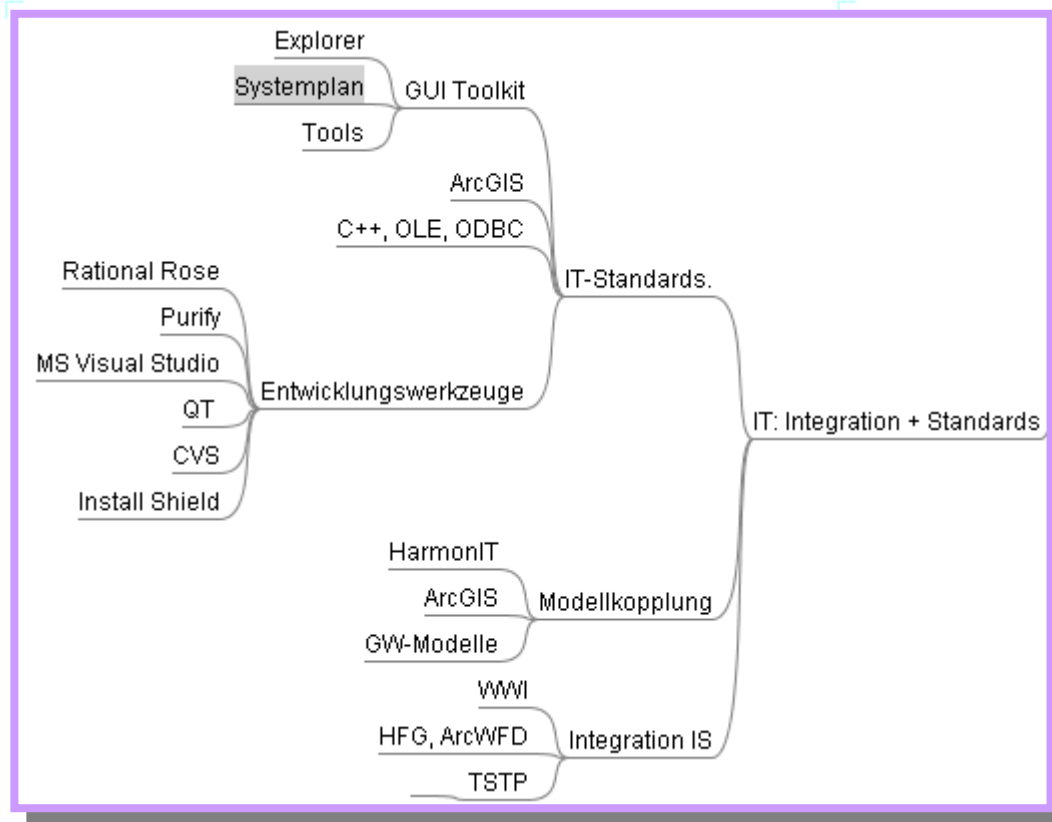 Explorer
Systemplan
GUI Toolkit
Tools
ArcGIS
C++, OLE, ODBC
Rational Rose
IT-Standards.
Purify
MS Visual Studio
Entwicklungswerkzeuge
QT
IT: Integration + Standards
CVS
Install Shield
HarmonIT
ArcGIS
Modellkopplung
GW-Modelle
WWI
HFG, ArcWFD
Integration IS
TSTP